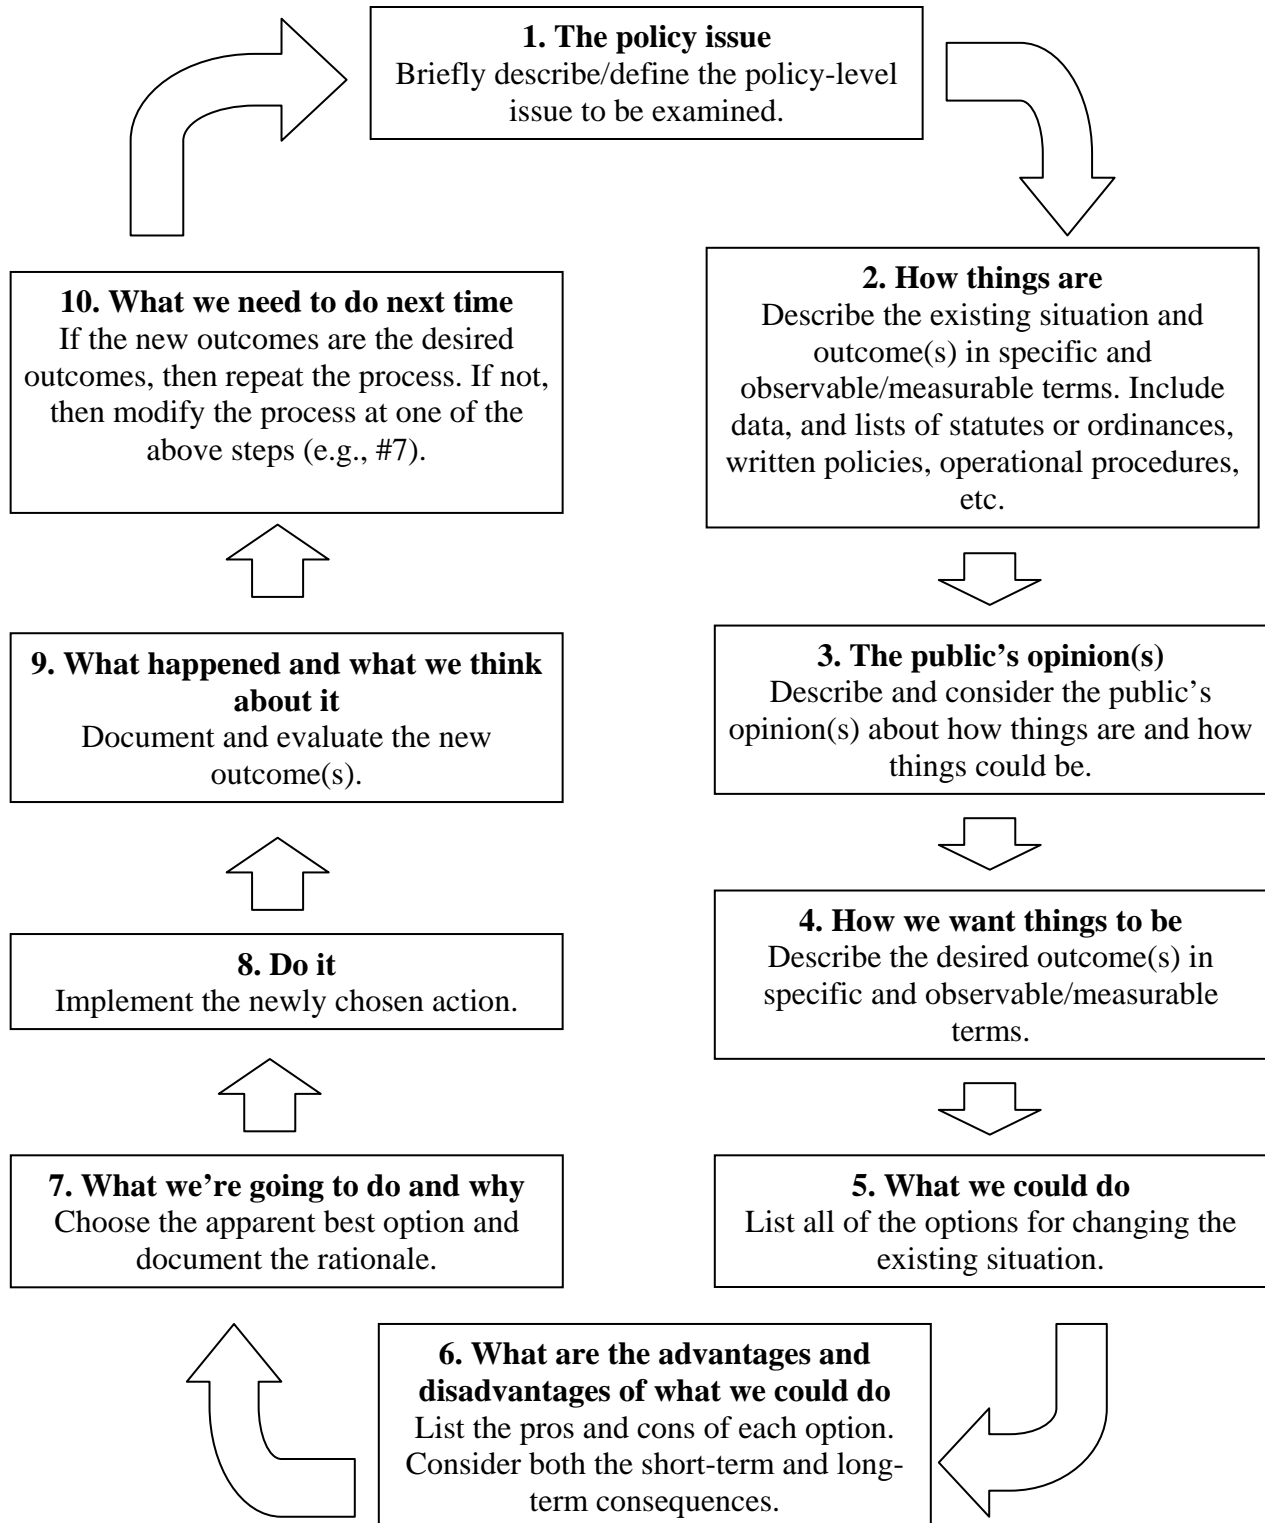 1. The policy issue
Briefly describe/define the policy-level
issue to be examined.
2. How things are
Describe the existing situation and
outcome(s) in specific and
observable/measurable terms. Include
data, and lists of statutes or ordinances,
written policies, operational procedures,
etc.
3. The public’s opinion(s)
Describe and consider the public’s
opinion(s) about how things are and how
things could be.
4. How we want things to be
Describe the desired outcome(s) in
specific and observable/measurable
terms.
5. What we could do
List all of the options for changing the
existing situation.
6. What are the advantages and
disadvantages of what we could do
List the pros and cons of each option.
Consider both the short-term and long-
term consequences.
7. What we’re going to do and why
Choose the apparent best option and
document the rationale.
8. Do it
Implement the newly chosen action.
9. What happened and what we think
about it
Document and evaluate the new
outcome(s).
10. What we need to do next time
If the new outcomes are the desired
outcomes, then repeat the process. If not,
then modify the process at one of the
above steps (e.g., #7).